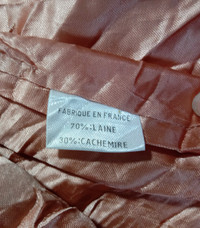 FABRIQUE EN FRANCE
70%:LAINE
30%:CACHEMIRE